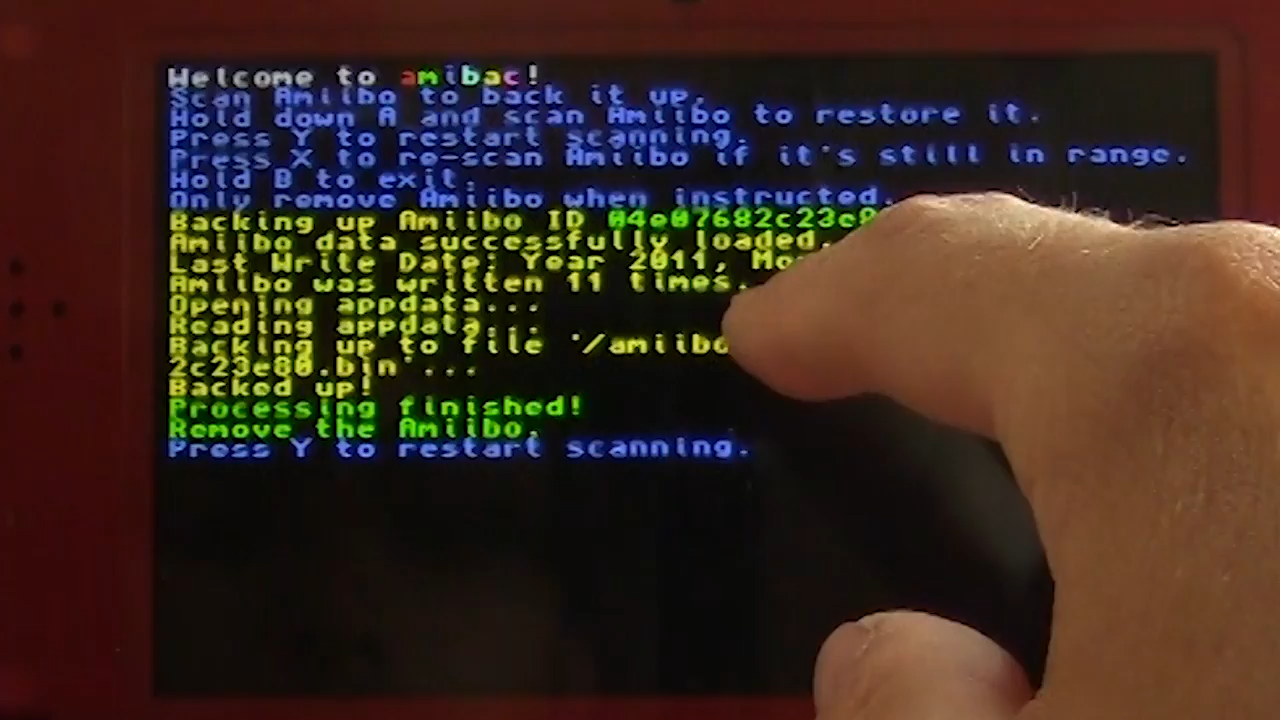 Welcome to amibac!
Scan Amiibo to back it up.
Hold down A and scan Amiibo to restore it.
Press Y to restart scanning.
Press X to re-scan Amiibo if it's still in range.
Hold B to exit.
Only remove Amiibo when instructed.
Backing up Amiibo ID 04e07682c23e8
Amiibo data successfully loaded.
Last Write Date: Year 2011, Mo
Amiibo was written 11 times.
Opening appdata...
Reading appdata...
Backing up to file '/amiibo
2c23e80.bin'...
Backed up!
Processing finished!
Remove the Amiibo.
Press Y to restart scanning.